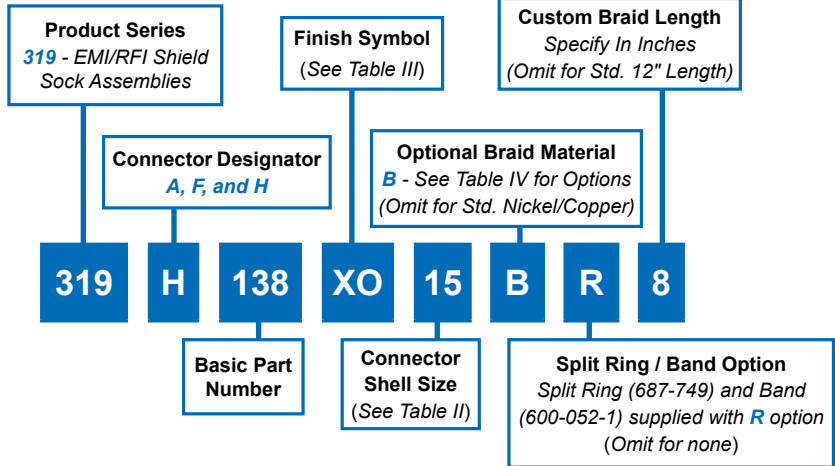 Product Series
319 - EMI/RFI Shield
Sock Assemblies
Finish Symbol
(See Table III)
Custom Braid Length
Specify In Inches
(Omit for Std. 12" Length)
Connector Designator
A, F, and H
Optional Braid Material
B - See Table IV for Options
(Omit for Std. Nickel/Copper)
319 H 138 XO 15 B R 8
Basic Part
Number
Connector
Shell Size
(See Table II)
Split Ring / Band Option
Split Ring (687-749) and Band
(600-052-1) supplied with R option
(Omit for none)